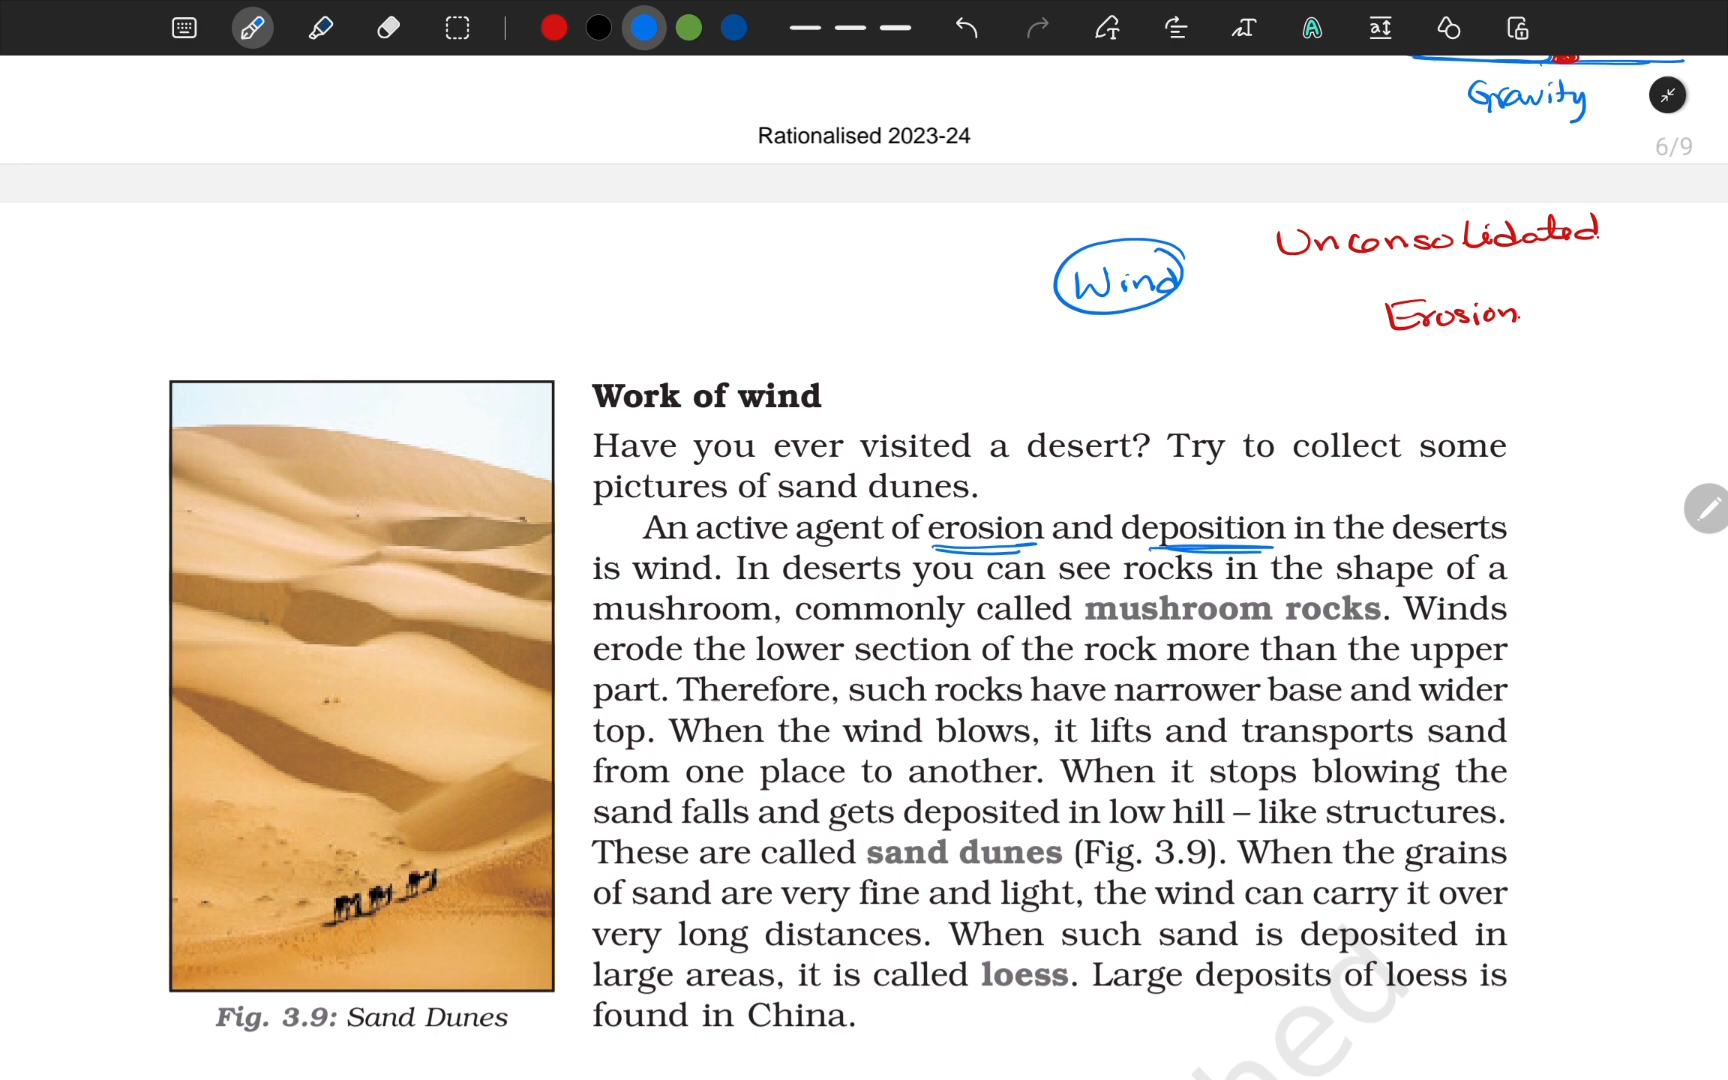 Gravity
Rationalised 2023-24
6/9
Unconsolidated
Wind
Erosion
Work of wind
Have you ever visited a desert? Try to collect some
pictures of sand dunes.
An active agent of erosion and deposition in the deserts
is wind. In deserts you can see rocks in the shape of a
mushroom, commonly called mushroom rocks. Winds
erode the lower section of the rock more than the upper
part. Therefore, such rocks have narrower base and wider
top. When the wind blows, it lifts and transports sand
from one place to another. When it stops blowing the
sand falls and gets deposited in low hill – like structures.
These are called sand dunes (Fig. 3.9). When the grains
of sand are very fine and light, the wind can carry it over
very long distances. When such sand is deposited in
large areas, it is called loess. Large deposits of loess is
found in China.
Fig. 3.9: Sand Dunes
hed